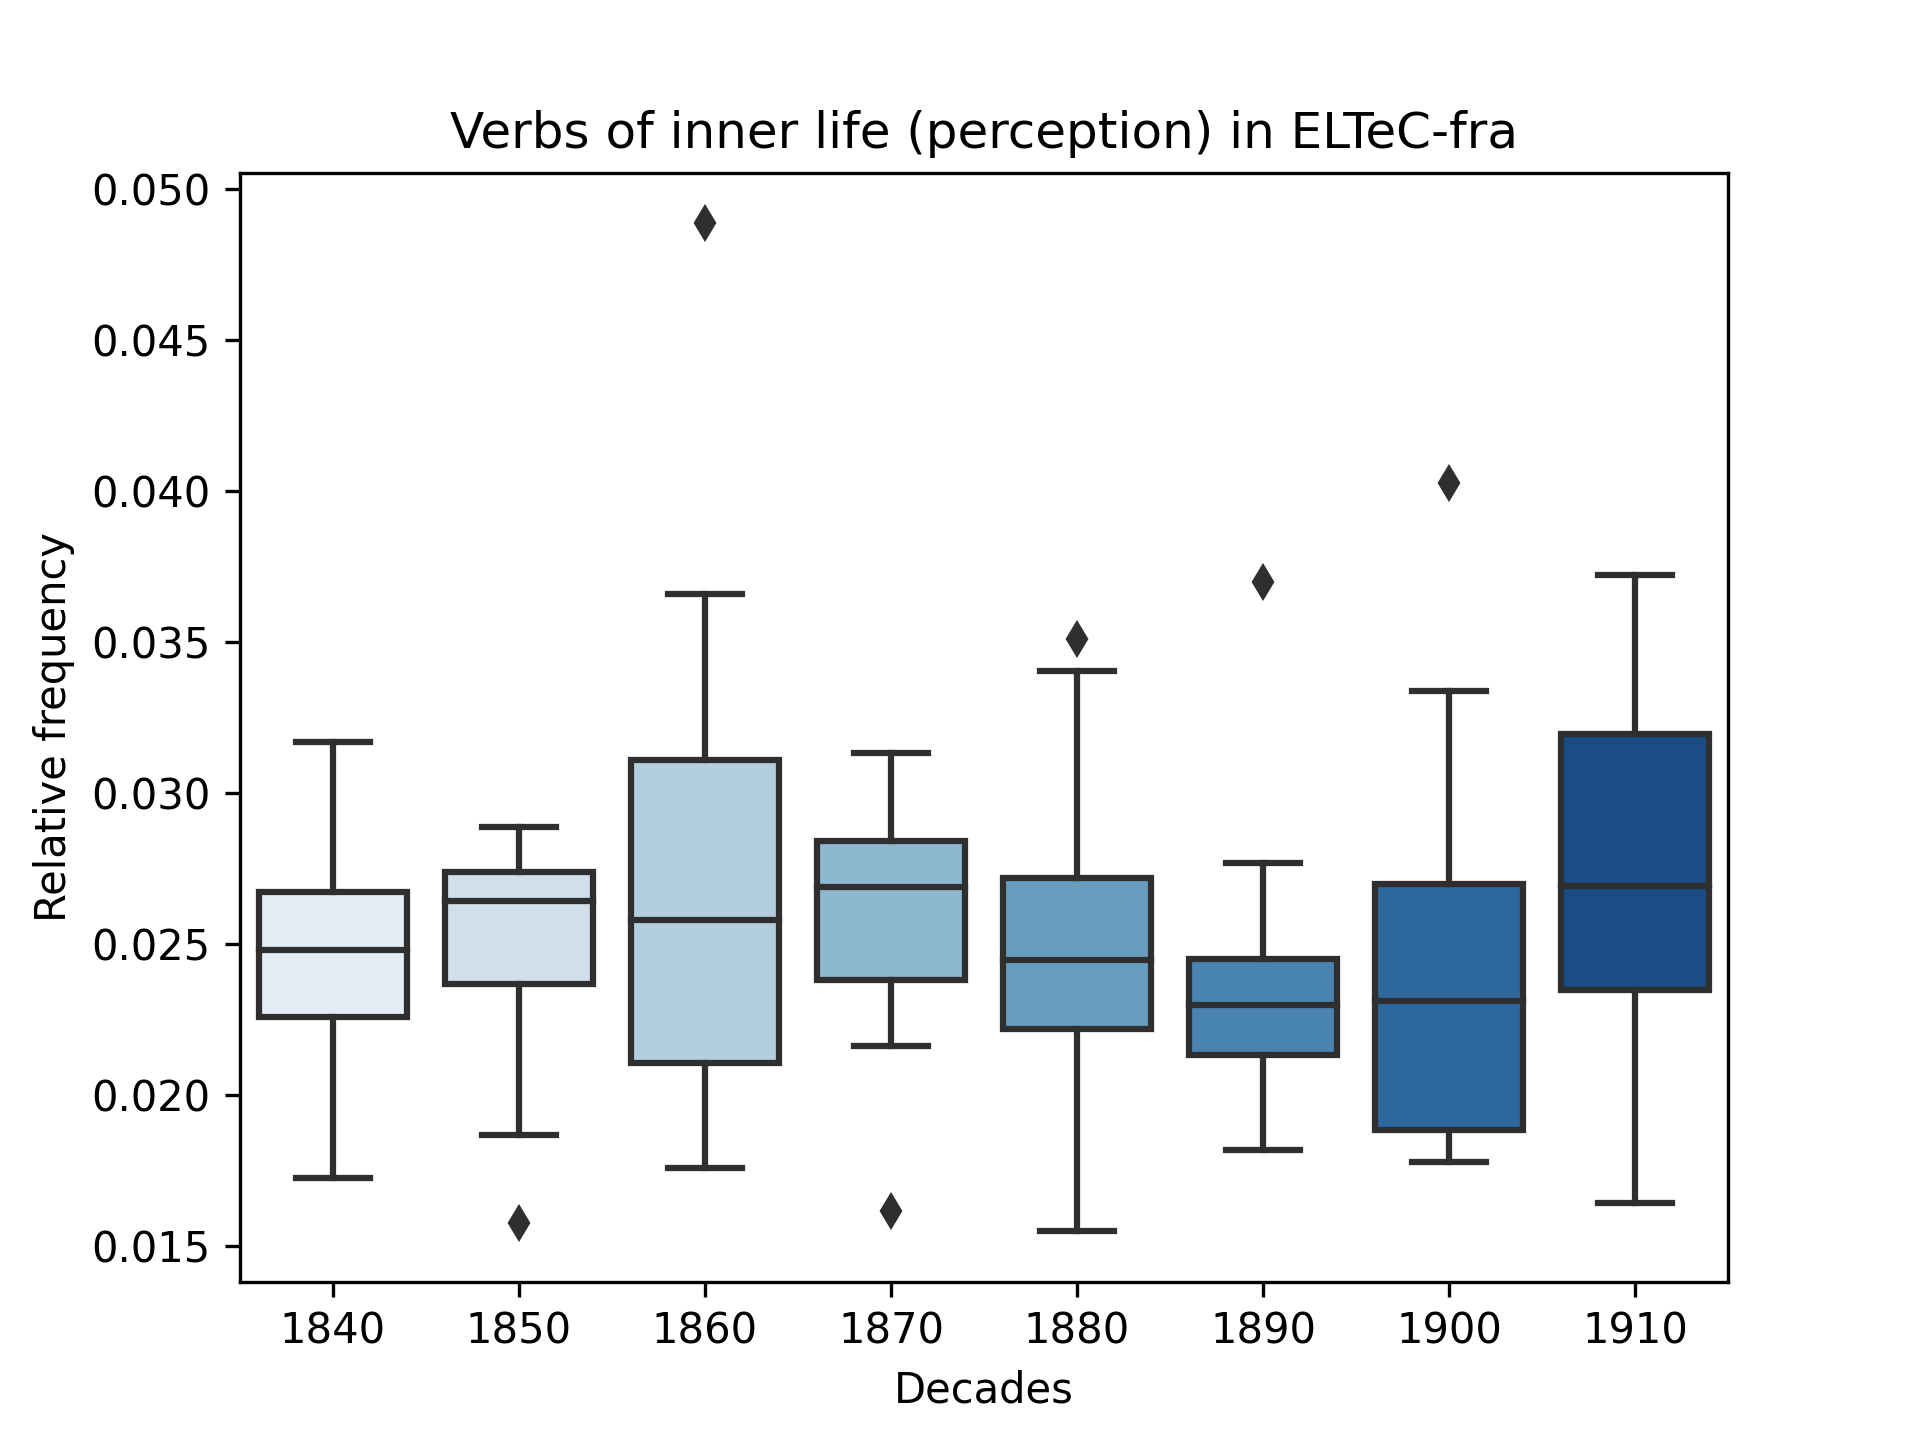 Verbs of inner life (perception) in ELTeC-fra
Relative frequency
0.050
0.045
0.040
0.035
0.030
0.025
0.020
0.015
1840 1850 1860 1870 1880 1890 1900 1910
Decades